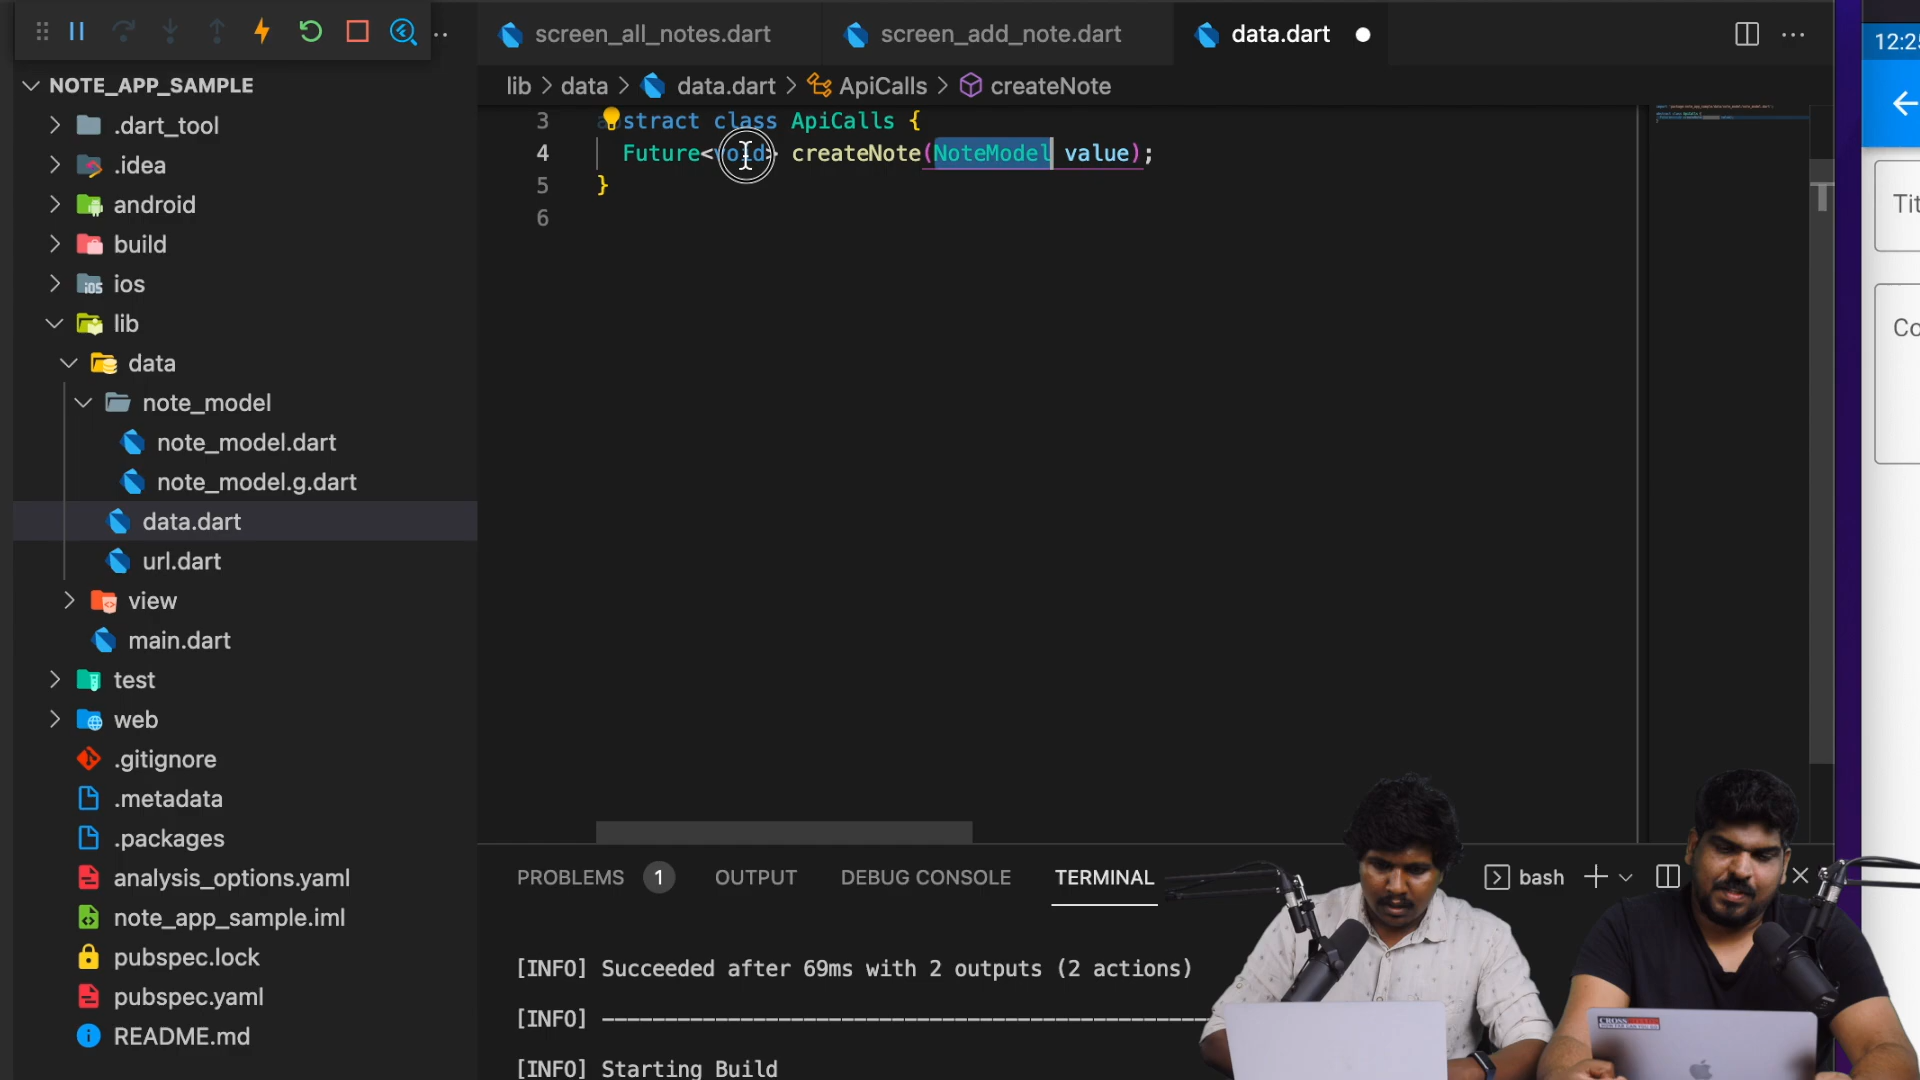 screen_all_notes.dart
screen_add_note.dart
data.dart
12:25
NOTE_APP_SAMPLE
lib > data > data.dart > ApiCalls > createNote
.dart_tool
.idea
android
build
ios
lib
data
note_model
note_model.dart
note_model.g.dart
data.dart
url.dart
view
main.dart
test
web
.gitignore
.metadata
.packages
analysis_options.yaml
note_app_sample.iml
pubspec.lock
pubspec.yaml
README.md
3 abstract class ApiCalls {
4 Future<void> createNote(NoteModel value);
5 }
6
Tit
Co
PROBLEMS 1 OUTPUT DEBUG CONSOLE TERMINAL
bash
[INFO] Succeeded after 69ms with 2 outputs (2 actions)
[INFO] ------------------------------------------------
[INFO] Starting Build